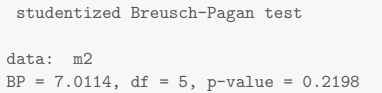 studentized Breusch-Pagan test
data:  m2
BP = 7.0114, df = 5, p-value = 0.2198